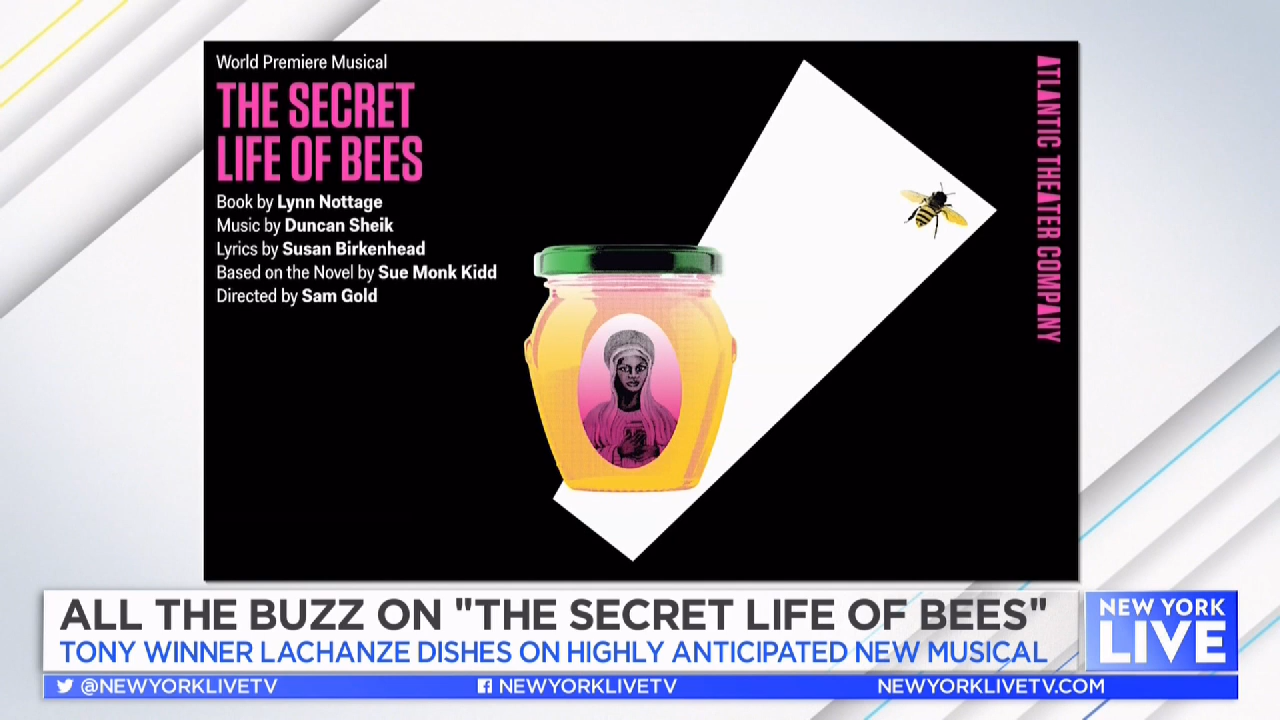 World Premiere Musical
THE SECRET
LIFE OF BEES
Book by Lynn Nottage
Music by Duncan Sheik
Lyrics by Susan Birkenhead
Based on the Novel by Sue Monk Kidd
Directed by Sam Gold
ATLANTIC THEATER COMPANY
ALL THE BUZZ ON "THE SECRET LIFE OF BEES"
TONY WINNER LACHANZE DISHES ON HIGHLY ANTICIPATED NEW MUSICAL
NEW YORK
LIVE
@NEWYORKLIVETV NEWYORKLIVETV NEWYORKLIVETV.COM